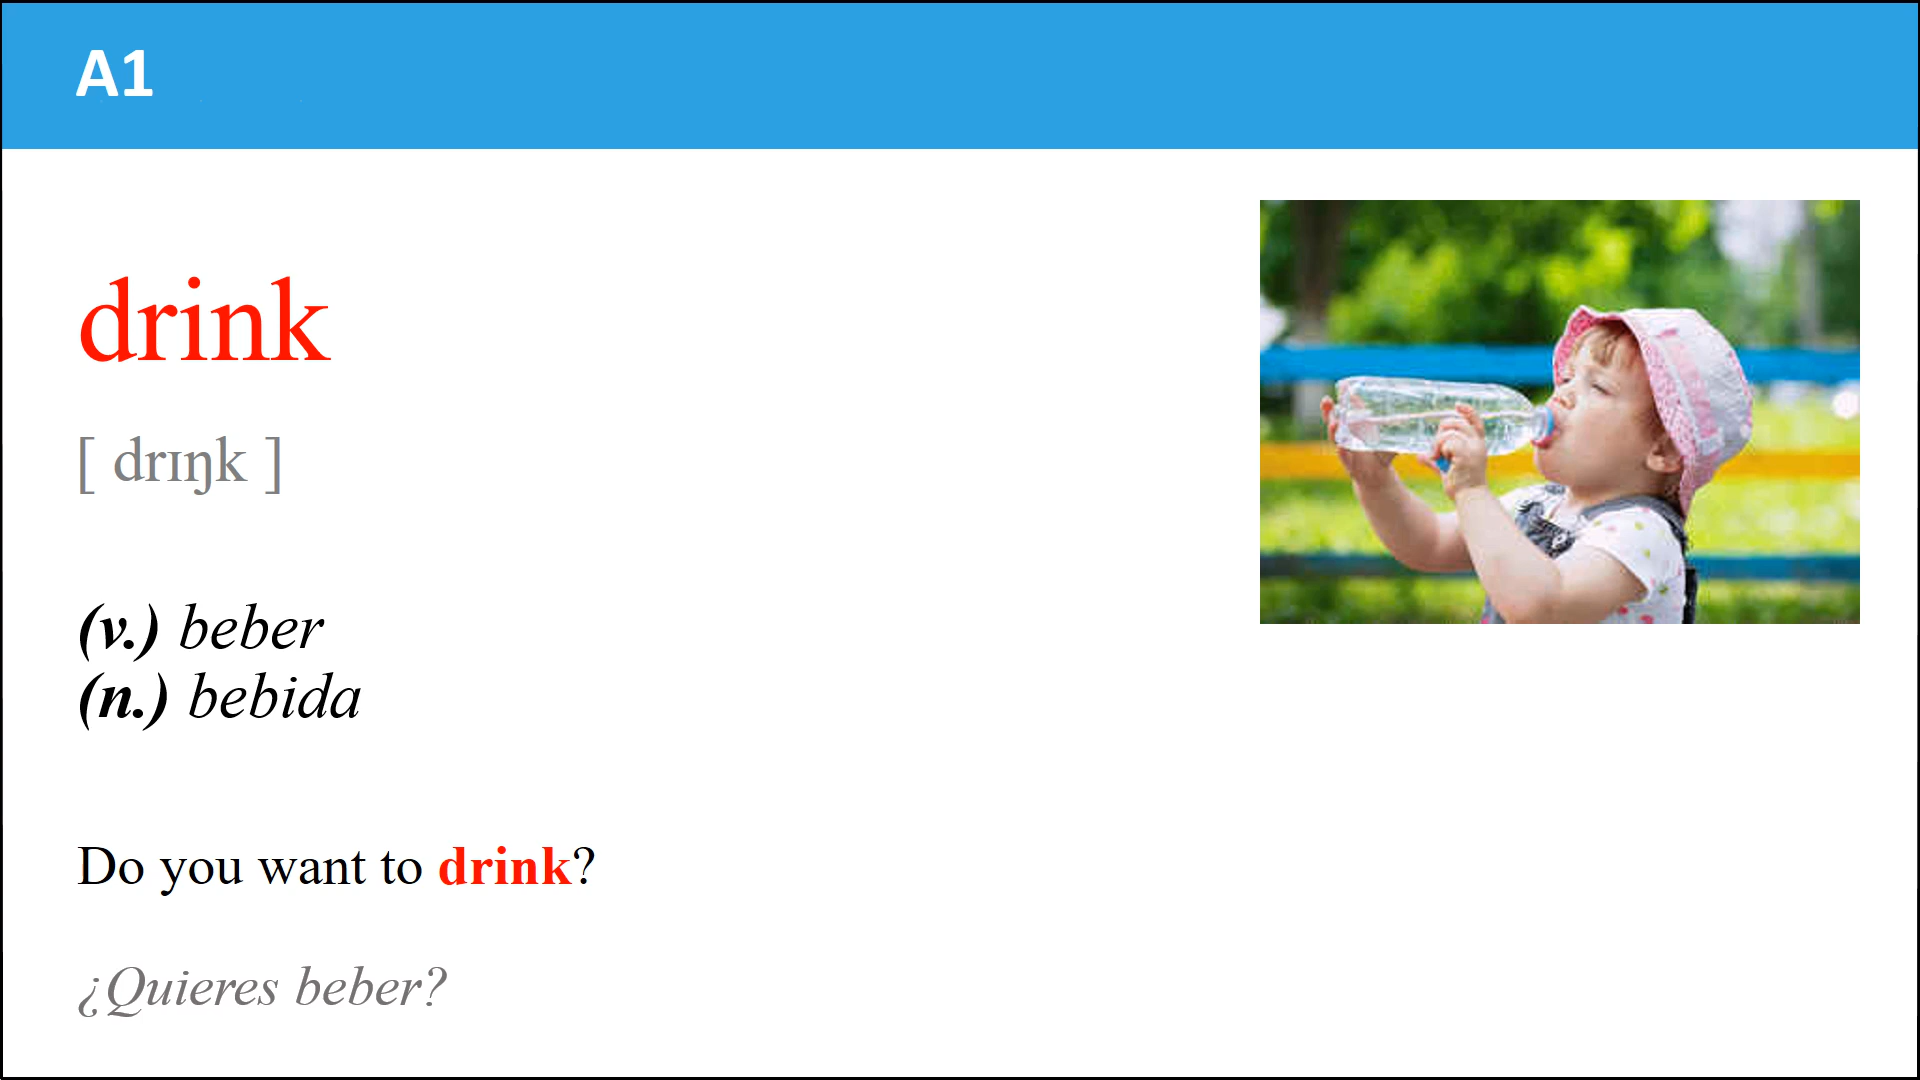 A1
drink
[ drɪŋk ]
(v.) beber
(n.) bebida
Do you want to drink?
¿Quieres beber?